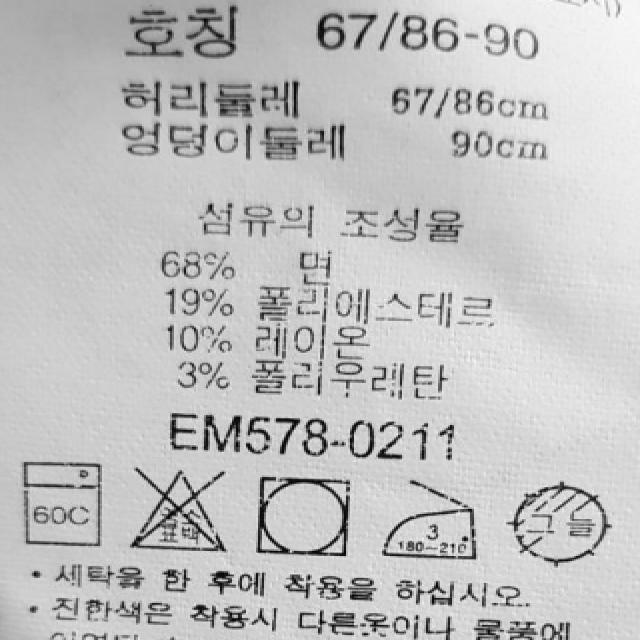 호칭 67/86-90
허리둘레 67/86cm
엉덩이둘레 90cm
섬유의 조성율
68% 면
19% 폴리에스테르
10% 레이온
3% 폴리우레탄
EM578-0211
60C
표백
3
180~210
그늘
• 세탁을 한 후에 착용을 하십시오.
• 진한색은 착용시 다른옷이나 물품에